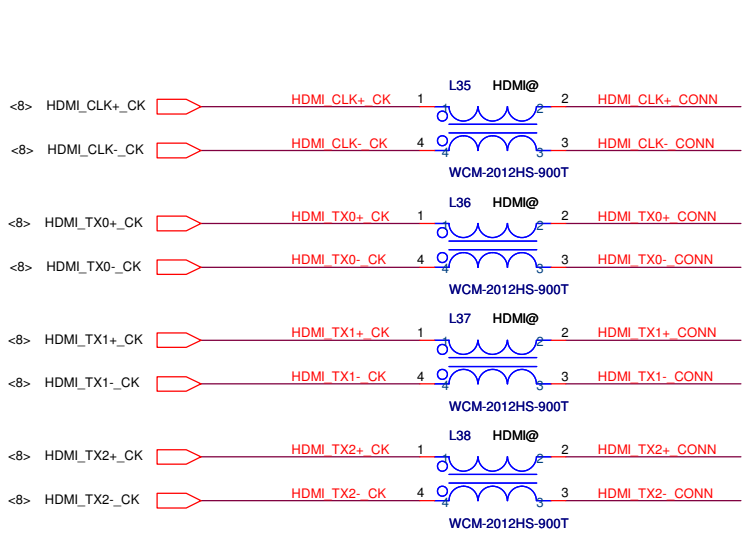 L35 HDMI@
<8> HDMI_CLK+_CK HDMI_CLK+_CK 1 1 2 2 HDMI_CLK+_CONN
<8> HDMI_CLK-_CK HDMI_CLK-_CK 4 4 3 3 HDMI_CLK-_CONN
WCM-2012HS-900T
L36 HDMI@
<8> HDMI_TX0+_CK HDMI_TX0+_CK 1 1 2 2 HDMI_TX0+_CONN
<8> HDMI_TX0-_CK HDMI_TX0-_CK 4 4 3 3 HDMI_TX0-_CONN
WCM-2012HS-900T
L37 HDMI@
<8> HDMI_TX1+_CK HDMI_TX1+_CK 1 1 2 2 HDMI_TX1+_CONN
<8> HDMI_TX1-_CK HDMI_TX1-_CK 4 4 3 3 HDMI_TX1-_CONN
WCM-2012HS-900T
L38 HDMI@
<8> HDMI_TX2+_CK HDMI_TX2+_CK 1 1 2 2 HDMI_TX2+_CONN
<8> HDMI_TX2-_CK HDMI_TX2-_CK 4 4 3 3 HDMI_TX2-_CONN
WCM-2012HS-900T